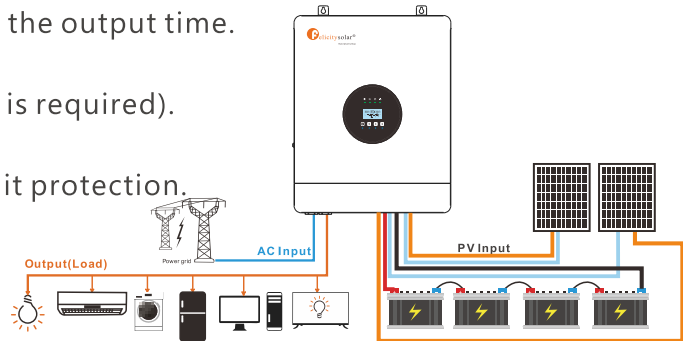 the output time.
is required).
it protection.
Felicitysolar®
Power grid
AC Input
PV Input
Output(Load)